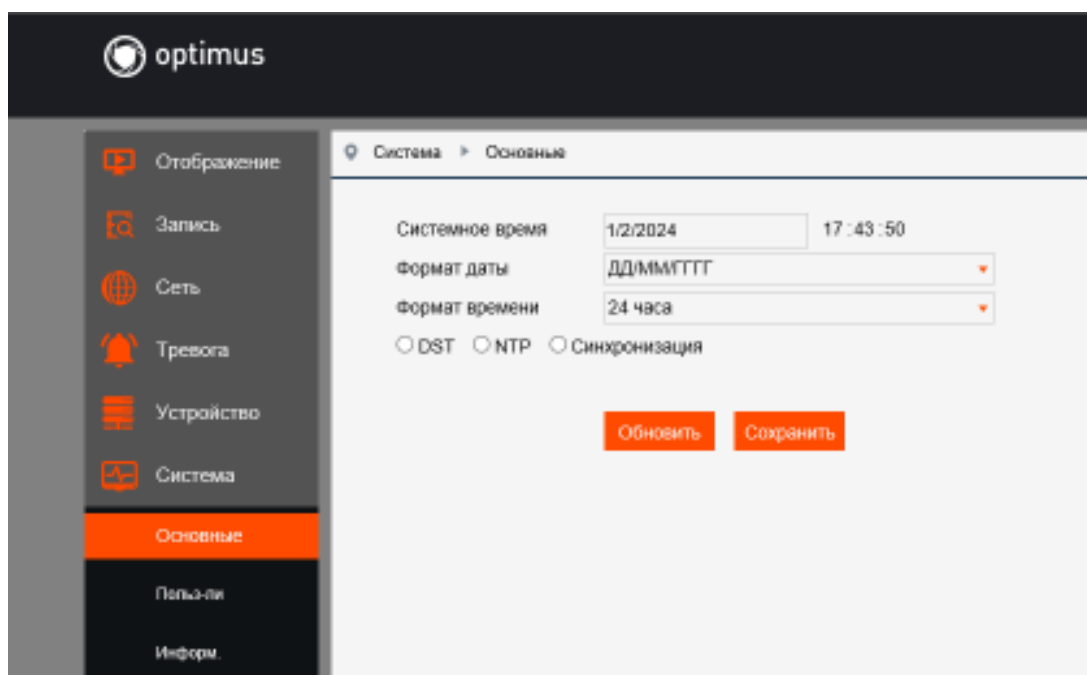 optimus
Отображение
Запись
Сеть
Тревога
Устройство
Система
Основные
Польз-ли
Информ.
Система Основные
Системное время 1/2/2024 17:43:50
Формат даты ДД/ММ/ГГГГ
Формат времени 24 часа
DST NTP Синхронизация
Обновить Сохранить